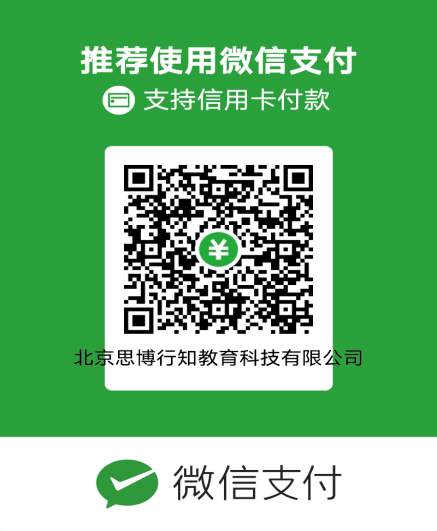 推荐使用微信支付
支持信用卡付款
¥
北京思博行知教育科技有限公司
微信支付